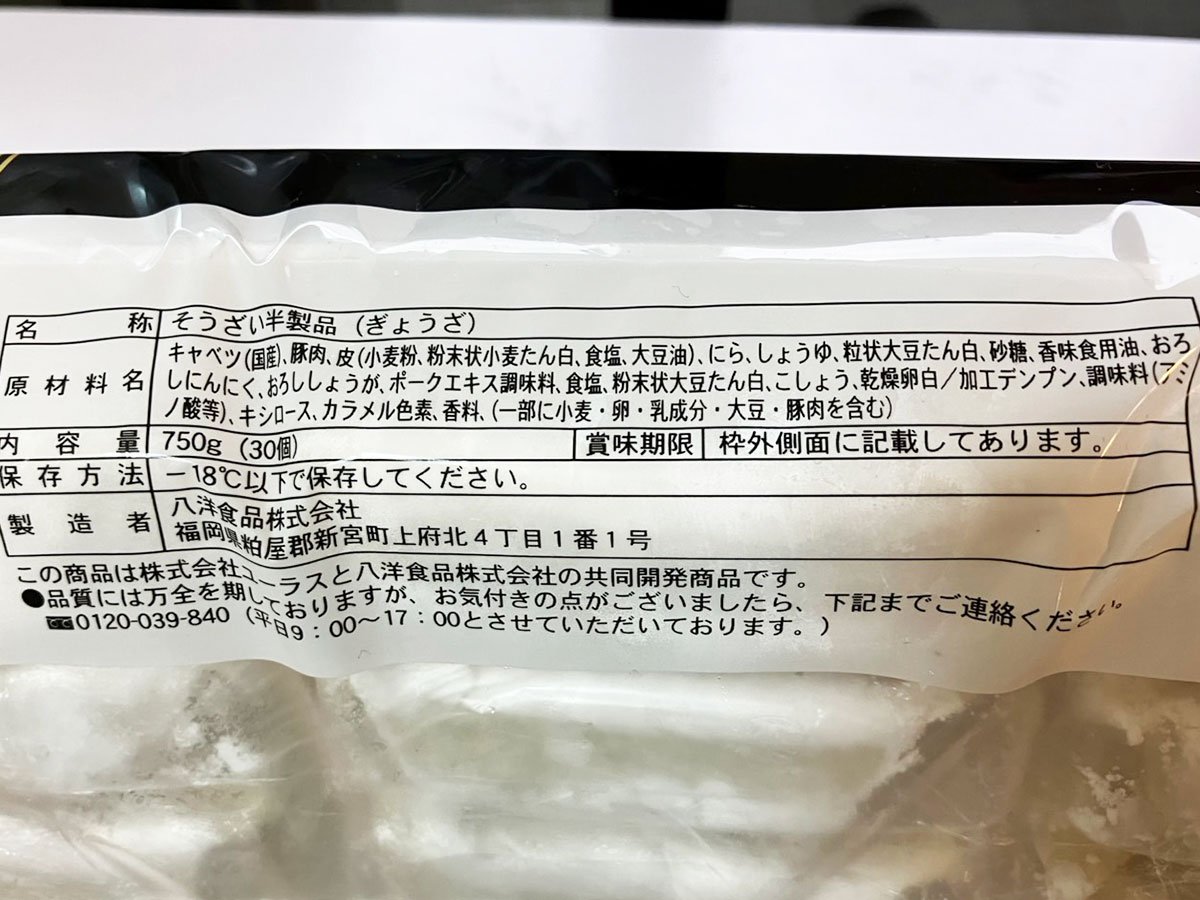 名称 そうざい半製品（ぎょうざ）
原材料名 キャベツ(国産)、豚肉、皮(小麦粉、粉末状小麦たん白、食塩、大豆油)、にら、しょうゆ、粒状大豆たん白、砂糖、香味食用油、おろ
しにんにく、おろししょうが、ポークエキス調味料、食塩、粉末状大豆たん白、こしょう、乾燥卵白／加工デンプン、調味料(アミ
ノ酸等)、キシロース、カラメル色素、香料、(一部に小麦・卵・乳成分・大豆・豚肉を含む)
内容量 750g（30個） 賞味期限 枠外側面に記載してあります。
保存方法 －18℃以下で保存してください。
製造者 八洋食品株式会社
福岡県粕屋郡新宮町上府北４丁目１番１号
この商品は株式会社ユーラスと八洋食品株式会社の共同開発商品です。
●品質には万全を期しておりますが、お気付きの点がございましたら、下記までご連絡ください。
0120-039-840（平日9：00〜17：00とさせていただいております。）